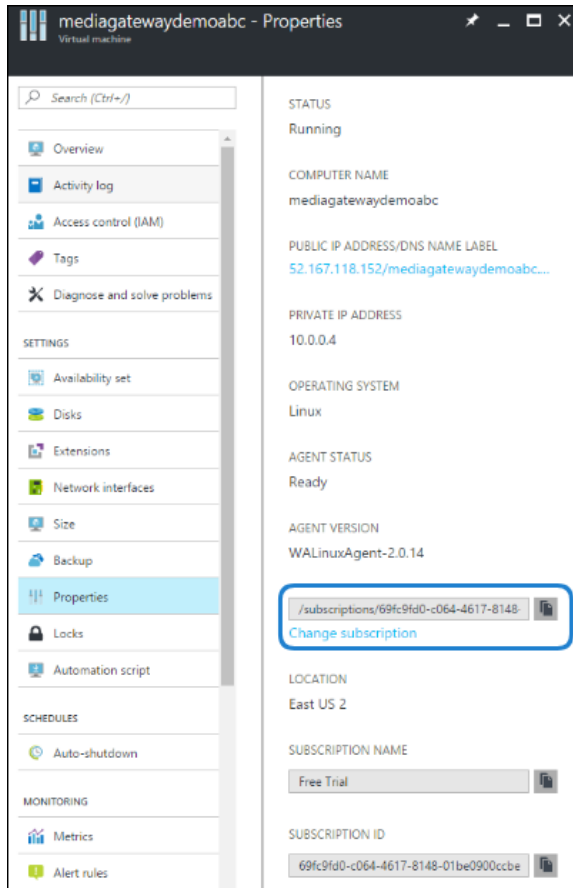 mediagatewaydemoabc - Properties
Virtual machine
Search (Ctrl+/)
Overview
Activity log
Access control (IAM)
Tags
Diagnose and solve problems
SETTINGS
Availability set
Disks
Extensions
Network interfaces
Size
Backup
Properties
Locks
Automation script
SCHEDULES
Auto-shutdown
MONITORING
Metrics
Alert rules
STATUS
Running
COMPUTER NAME
mediagatewaydemoabc
PUBLIC IP ADDRESS/DNS NAME LABEL
52.167.118.152/mediagatewaydemoabc...
PRIVATE IP ADDRESS
10.0.0.4
OPERATING SYSTEM
Linux
AGENT STATUS
Ready
AGENT VERSION
WALinuxAgent-2.0.14
/subscriptions/69fc9fd0-c064-4617-8148-
Change subscription
LOCATION
East US 2
SUBSCRIPTION NAME
Free Trial
SUBSCRIPTION ID
69fc9fd0-c064-4617-8148-01be0900ccbe